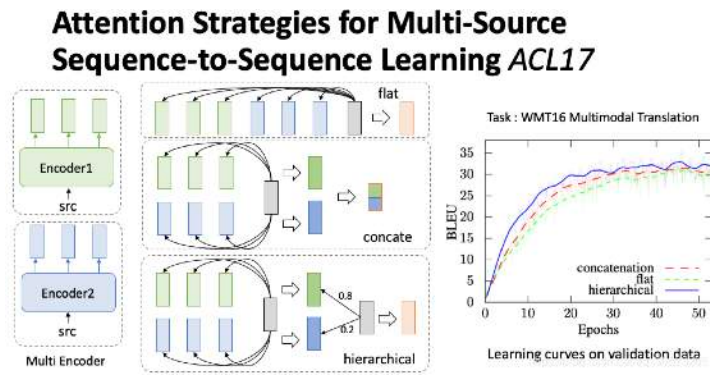 Attention Strategies for Multi-Source
Sequence-to-Sequence Learning ACL17
Encoder1
src
Encoder2
src
Multi Encoder
flat
concate
0.8
0.2
hierarchical
Task : WMT16 Multimodal Translation
BLEU
35
30
25
20
15
10
5
0
concatenation
flat
hierarchical
0 10 20 30 40 50
Epochs
Learning curves on validation data